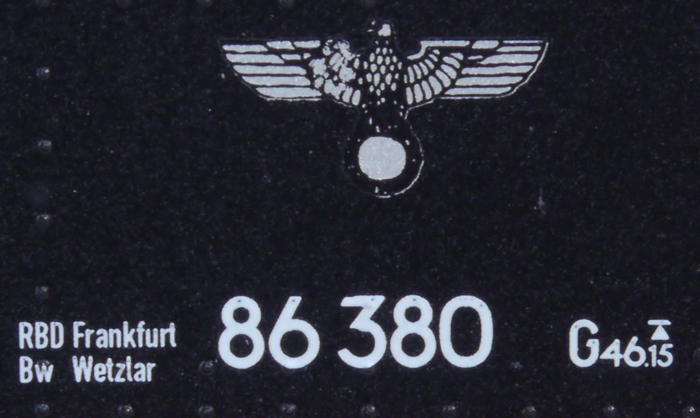 RBD Frankfurt
Bw Wetzlar
86 380
G46.15